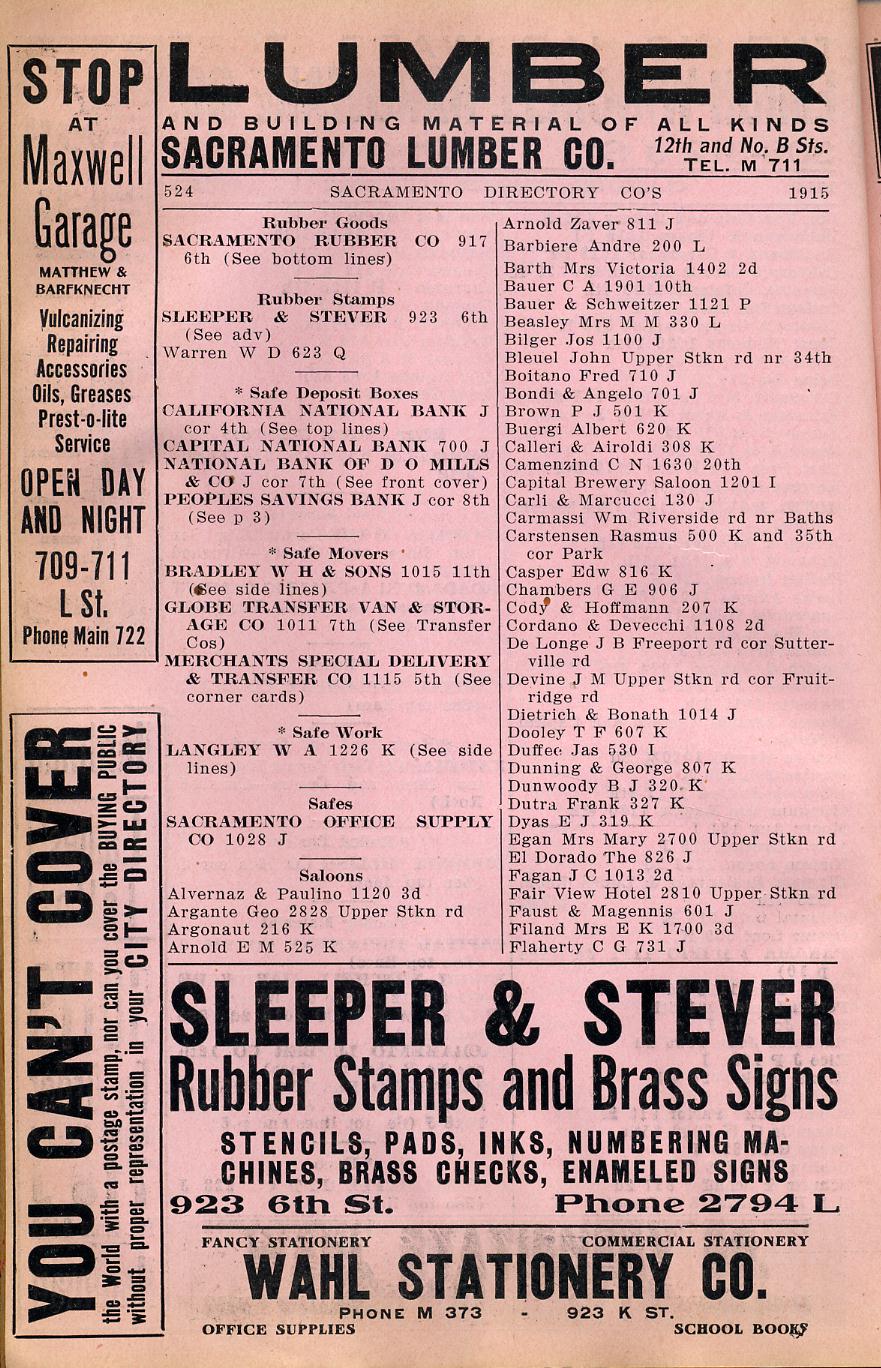 LUMBER
AND BUILDING MATERIAL OF ALL KINDS
SACRAMENTO LUMBER CO. 12th and No. B Sts.
TEL. M 711
STOP
AT
Maxwell
Garage
MATTHEW &
BARFKNECHT
Vulcanizing
Repairing
Accessories
Oils, Greases
Prest-o-lite
Service
OPEN DAY
AND NIGHT
709-711
L St.
Phone Main 722
YOU CAN'T COVER
the World with a postage stamp, nor can you cover the BUYING PUBLIC
without proper representation in your CITY DIRECTORY
524 SACRAMENTO DIRECTORY CO'S 1915
Rubber Goods
SACRAMENTO RUBBER CO 917
6th (See bottom lines)
Rubber Stamps
SLEEPER & STEVER 923 6th
(See adv)
Warren W D 623 Q
* Safe Deposit Boxes
CALIFORNIA NATIONAL BANK J
cor 4th (See top lines)
CAPITAL NATIONAL BANK 700 J
NATIONAL BANK OF D O MILLS
& CO J cor 7th (See front cover)
PEOPLES SAVINGS BANK J cor 8th
(See p 3)
* Safe Movers
BRADLEY W H & SONS 1015 11th
(See side lines)
GLOBE TRANSFER VAN & STOR-
AGE CO 1011 7th (See Transfer
Cos)
MERCHANTS SPECIAL DELIVERY
& TRANSFER CO 1115 5th (See
corner cards)
* Safe Work
LANGLEY W A 1226 K (See side
lines)
Safes
SACRAMENTO OFFICE SUPPLY
CO 1028 J
Saloons
Alvernaz & Paulino 1120 3d
Argante Geo 2828 Upper Stkn rd
Argonaut 216 K
Arnold E M 525 K
Arnold Zaver 811 J
Barbiere Andre 200 L
Barth Mrs Victoria 1402 2d
Bauer C A 1901 10th
Bauer & Schweitzer 1121 P
Beasley Mrs M M 330 L
Bilger Jos 1100 J
Bleuel John Upper Stkn rd nr 34th
Boitano Fred 710 J
Bondi & Angelo 701 J
Brown P J 501 K
Buergi Albert 620 K
Calleri & Airoldi 308 K
Camenzind C N 1630 20th
Capital Brewery Saloon 1201 I
Carli & Marcucci 130 J
Carmassi Wm Riverside rd nr Baths
Carstensen Rasmus 500 K and 35th
cor Park
Casper Edw 816 K
Chambers G E 906 J
Cody & Hoffmann 207 K
Cordano & Devecchi 1108 2d
De Longe J B Freeport rd cor Sutter-
ville rd
Devine J M Upper Stkn rd cor Fruit-
ridge rd
Dietrich & Bonath 1014 J
Dooley T F 607 K
Duffec Jas 530 I
Dunning & George 807 K
Dunwoody B J 320 K
Dutra Frank 327 K
Dyas E J 319 K
Egan Mrs Mary 2700 Upper Stkn rd
El Dorado The 826 J
Fagan J C 1013 2d
Fair View Hotel 2810 Upper Stkn rd
Faust & Magennis 601 J
Filand Mrs E K 1700 3d
Flaherty C G 731 J
SLEEPER & STEVER
Rubber Stamps and Brass Signs
STENCILS, PADS, INKS, NUMBERING MA-
CHINES, BRASS CHECKS, ENAMELED SIGNS
923 6th St. Phone 2794 L
FANCY STATIONERY COMMERCIAL STATIONERY
WAHL STATIONERY CO.
PHONE M 373 - 923 K ST.
OFFICE SUPPLIES SCHOOL BOOKS